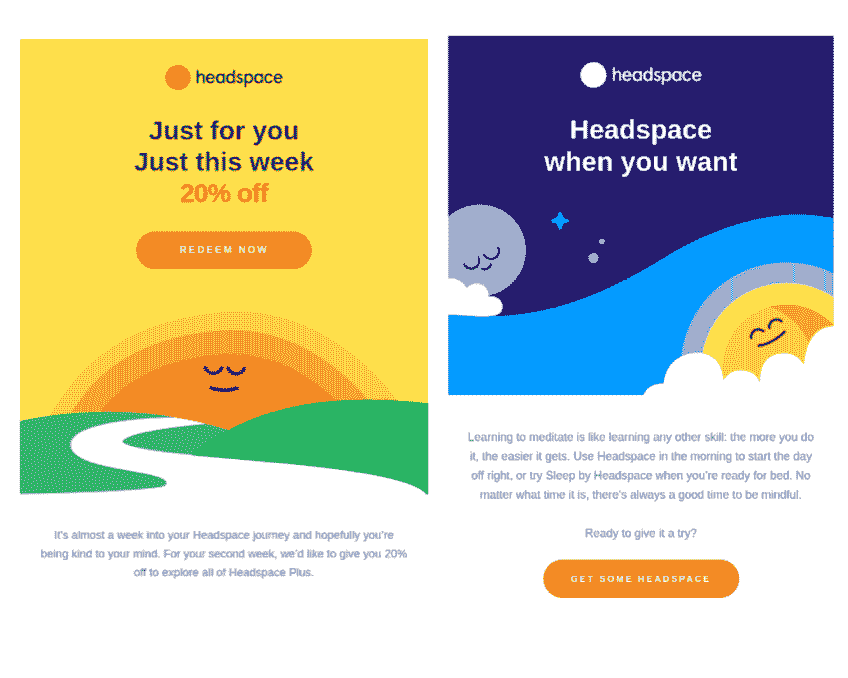 headspace
Just for you
Just this week
20% off
REDEEM NOW
It's almost a week into your Headspace journey and hopefully you're
being kind to your mind. For your second week, we'd like to give you 20%
off to explore all of Headspace Plus.
headspace
Headspace
when you want
Learning to meditate is like learning any other skill: the more you do
it, the easier it gets. Use Headspace in the morning to start the day
off right, or try Sleep by Headspace when you're ready for bed. No
matter what time it is, there's always a good time to be mindful.
Ready to give it a try?
GET SOME HEADSPACE